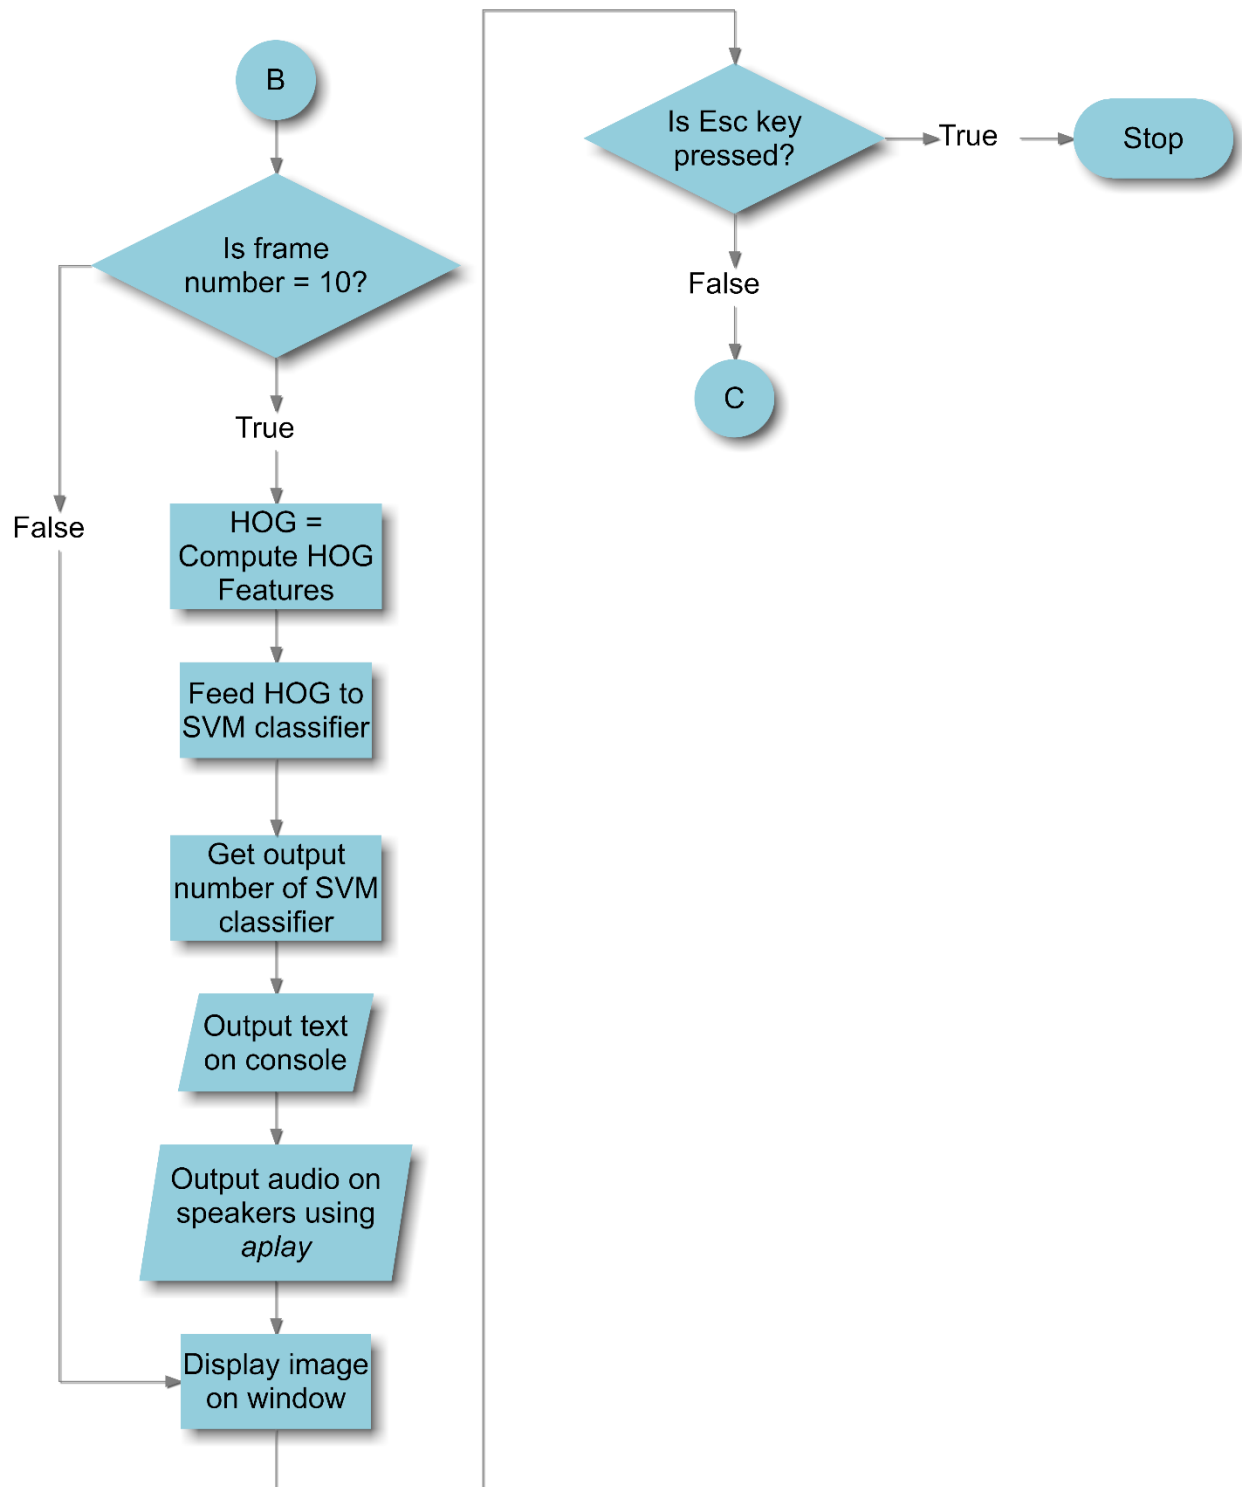 B
Is frame
number = 10?
True
False
HOG =
Compute HOG
Features
Feed HOG to
SVM classifier
Get output
number of SVM
classifier
Output text
on console
Output audio on
speakers using
aplay
Display image
on window
Is Esc key
pressed?
True
Stop
False
C